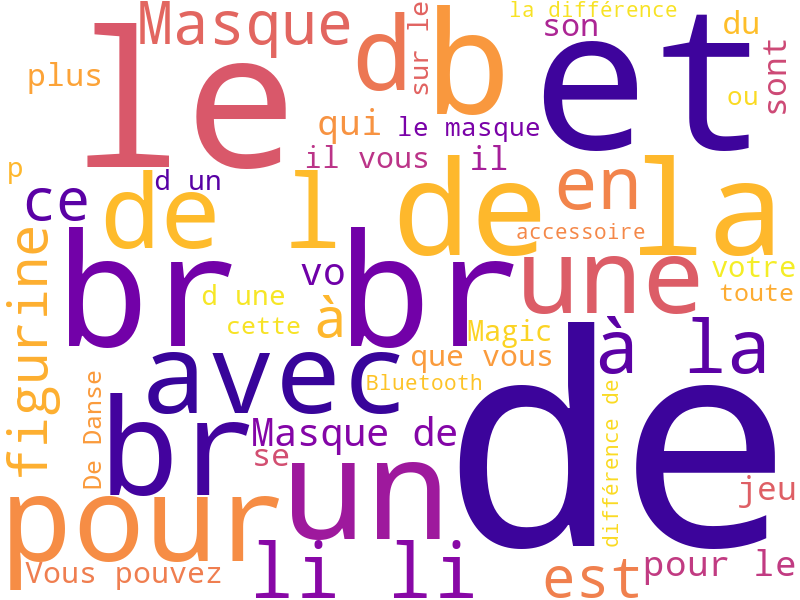 la différence
Masque
le
d
sur le
b
son
et
du
plus
ou
sont
qui
le masque
il vous
il
p
ce
d un
de l
de
en
la
accessoire
figurine
br
br
vo
une
votre
d une
toute
cette
à
Magic
à la
avec
que vous
Bluetooth
de
De Danse
br
Masque de
se
un
différence de
jeu
pour
Vous pouvez
li li
est
pour le